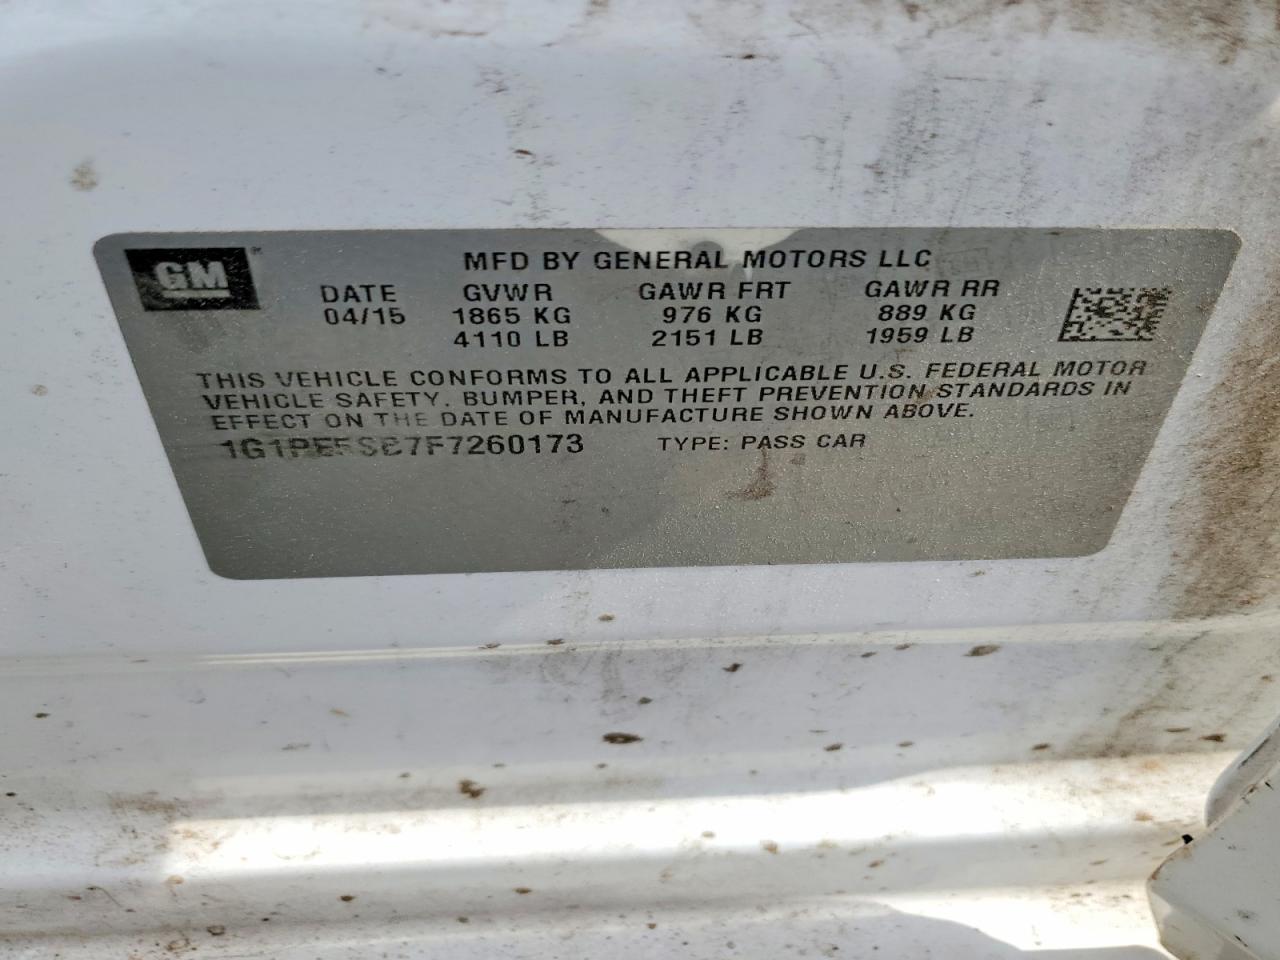 GM
MFD BY GENERAL MOTORS LLC
DATE GVWR GAWR FRT GAWR RR
04/15 1865 KG 976 KG 889 KG
4110 LB 2151 LB 1959 LB
THIS VEHICLE CONFORMS TO ALL APPLICABLE U.S. FEDERAL MOTOR
VEHICLE SAFETY, BUMPER, AND THEFT PREVENTION STANDARDS IN
EFFECT ON THE DATE OF MANUFACTURE SHOWN ABOVE.
1G1PE5SB7F7260173 TYPE: PASS CAR